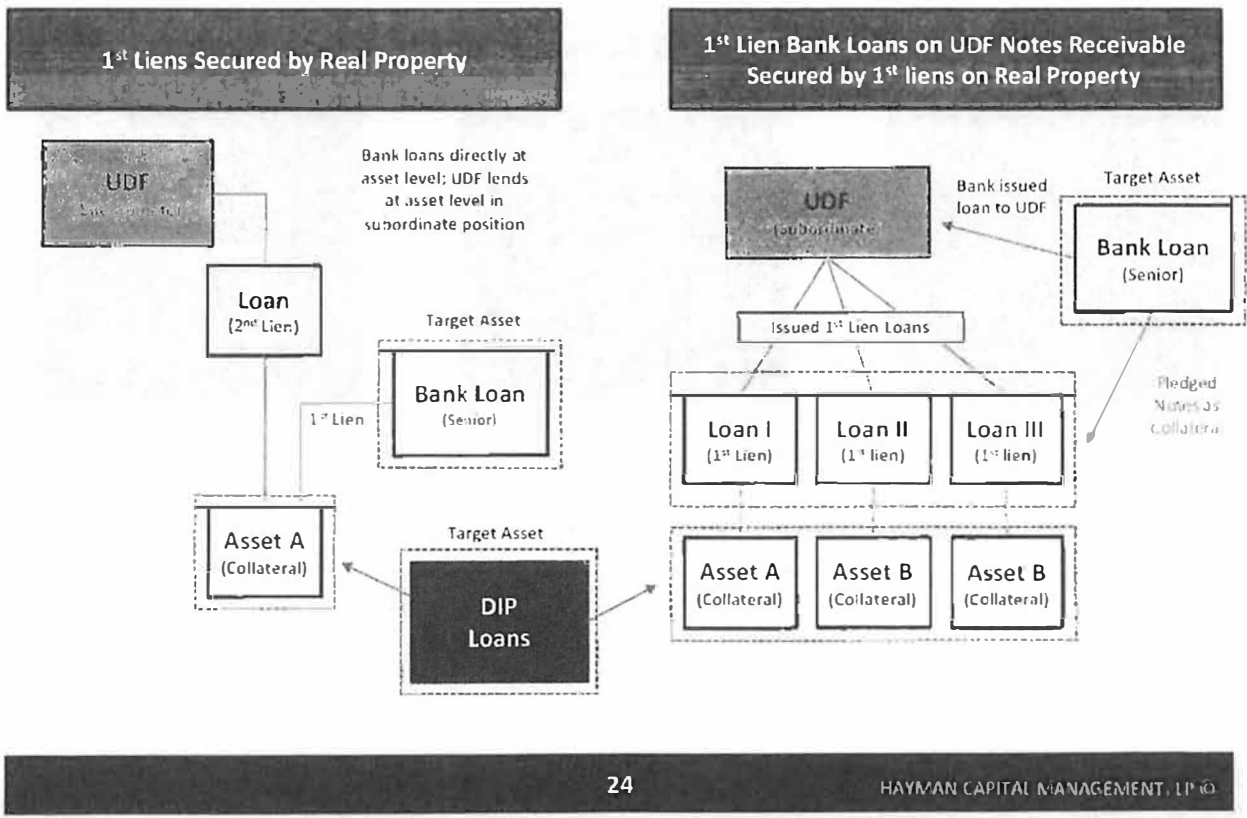 1st Liens Secured by Real Property
1st Lien Bank Loans on UDF Notes Receivable
Secured by 1st liens on Real Property
UDF
Bank loans directly at
asset level; UDF lends
at asset level in
subordinate position
Loan
(2nd Lien)
Target Asset
Bank Loan
(Senior)
1st Lien
Asset A
(Collateral)
Target Asset
DIP
Loans
UDF
(Subordinate)
Bank issued
loan to UDF
Target Asset
Bank Loan
(Senior)
Issued 1st Lien Loans
Pledged
Notes as
Collateral
Loan I
(1st Lien)
Loan II
(1st lien)
Loan III
(1st lien)
Asset A
(Collateral)
Asset B
(Collateral)
Asset B
(Collateral)
24
HAYMAN CAPITAL MANAGEMENT, LP ©